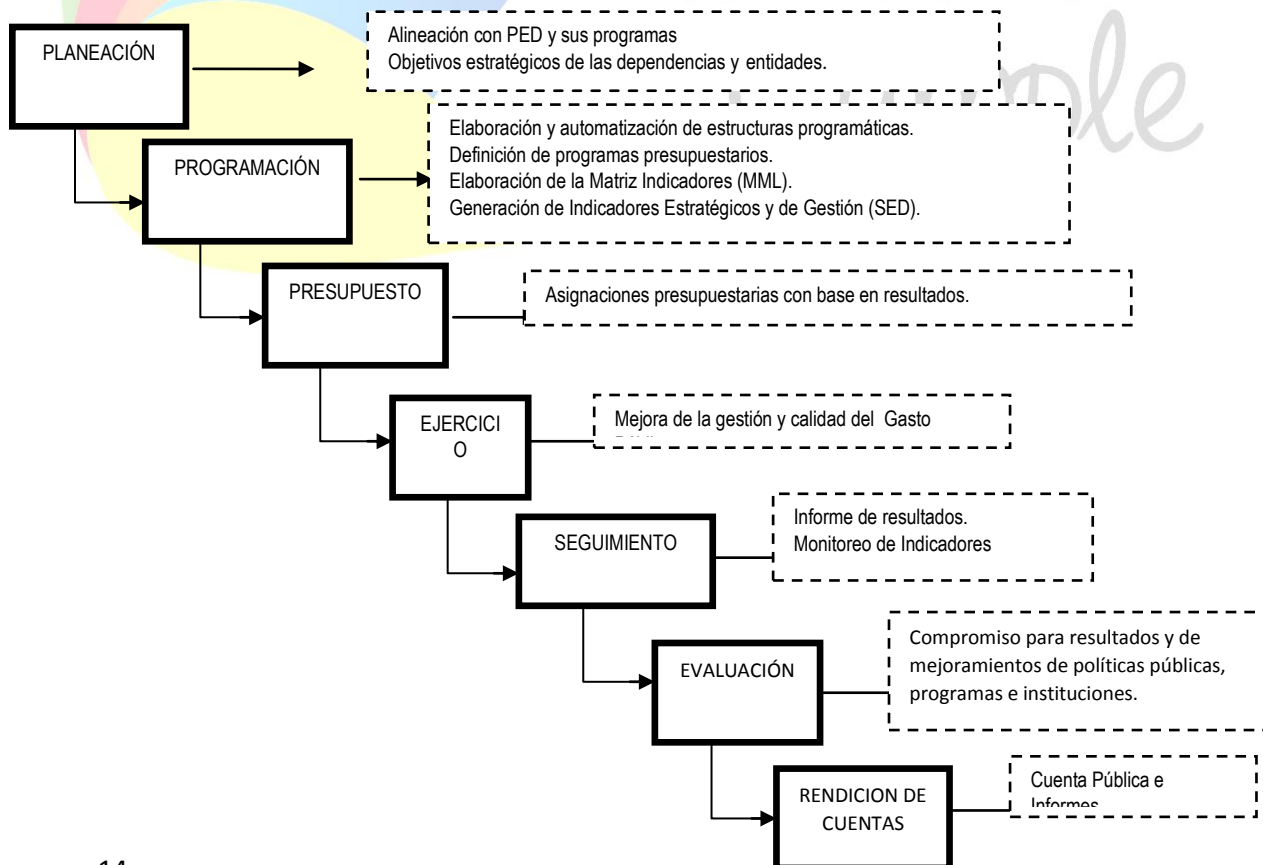 PLANEACIÓN
Alineación con PED y sus programas
Objetivos estratégicos de las dependencias y entidades.
PROGRAMACIÓN
Elaboración y automatización de estructuras programáticas.
Definición de programas presupuestarios.
Elaboración de la Matriz Indicadores (MML).
Generación de Indicadores Estratégicos y de Gestión (SED).
PRESUPUESTO
Asignaciones presupuestarias con base en resultados.
EJERCICI
O
Mejora de la gestión y calidad del Gasto
SEGUIMIENTO
Informe de resultados.
Monitoreo de Indicadores
EVALUACIÓN
Compromiso para resultados y de
mejoramientos de políticas públicas,
programas e instituciones.
RENDICION DE
CUENTAS
Cuenta Pública e
Informes
14